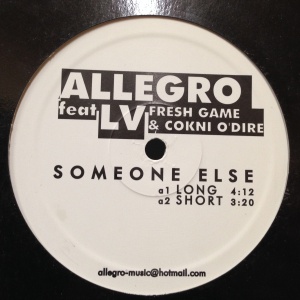 ALLEGRO
feat LV FRESH GAME
& COKNI O'DIRE
SOMEONE ELSE
a1 LONG 4:12
a2 SHORT 3:20
allegro-music@hotmail.com